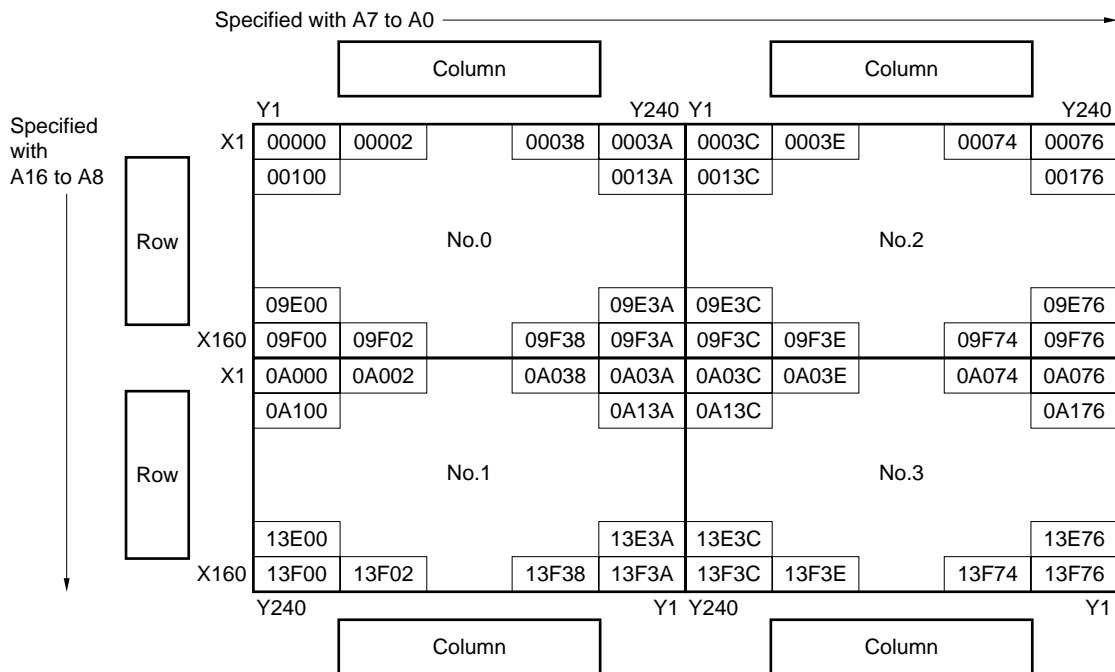 Specified with A7 to A0
Column Column
Y1 Y240 Y1 Y240
Specified
with
A16 to A8
X1 00000 00002 00038 0003A 0003C 0003E 00074 00076
00100 0013A 0013C 00176
Row No.0 No.2
09E00 09E3A 09E3C 09E76
X160 09F00 09F02 09F38 09F3A 09F3C 09F3E 09F74 09F76
X1 0A000 0A002 0A038 0A03A 0A03C 0A03E 0A074 0A076
0A100 0A13A 0A13C 0A176
Row No.1 No.3
13E00 13E3A 13E3C 13E76
X160 13F00 13F02 13F38 13F3A 13F3C 13F3E 13F74 13F76
Y240 Y1 Y240 Y1
Column Column